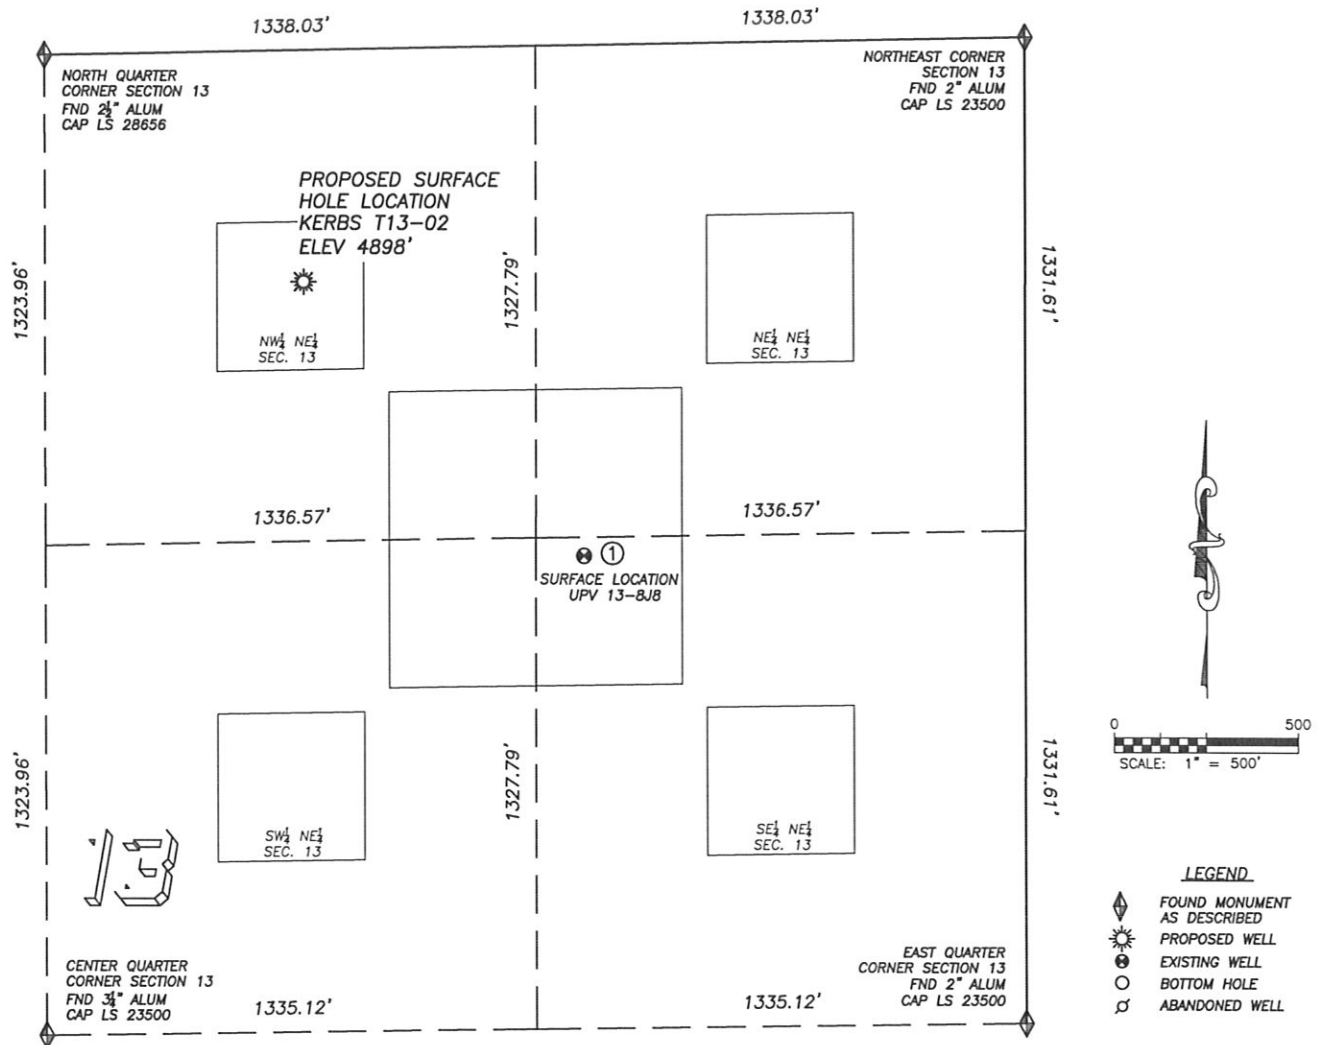 1338.03'
1338.03'
NORTH QUARTER
CORNER SECTION 13
FND 2½" ALUM
CAP LS 28656
NORTHEAST CORNER
SECTION 13
FND 2" ALUM
CAP LS 23500
PROPOSED SURFACE
HOLE LOCATION
KERBS T13-02
ELEV 4898'
1323.96'
1327.79'
1331.61'
NW¼ NE¼
SEC. 13
NE¼ NE¼
SEC. 13
1336.57'
1336.57'
1
SURFACE LOCATION
UPV 13-8J8
0 500
SCALE: 1" = 500'
1323.96'
1327.79'
1331.61'
SW¼ NE¼
SEC. 13
SE¼ NE¼
SEC. 13
13
CENTER QUARTER
CORNER SECTION 13
FND 3¼" ALUM
CAP LS 23500
EAST QUARTER
CORNER SECTION 13
FND 2" ALUM
CAP LS 23500
1335.12'
1335.12'
LEGEND
FOUND MONUMENT
AS DESCRIBED
PROPOSED WELL
EXISTING WELL
BOTTOM HOLE
ABANDONED WELL